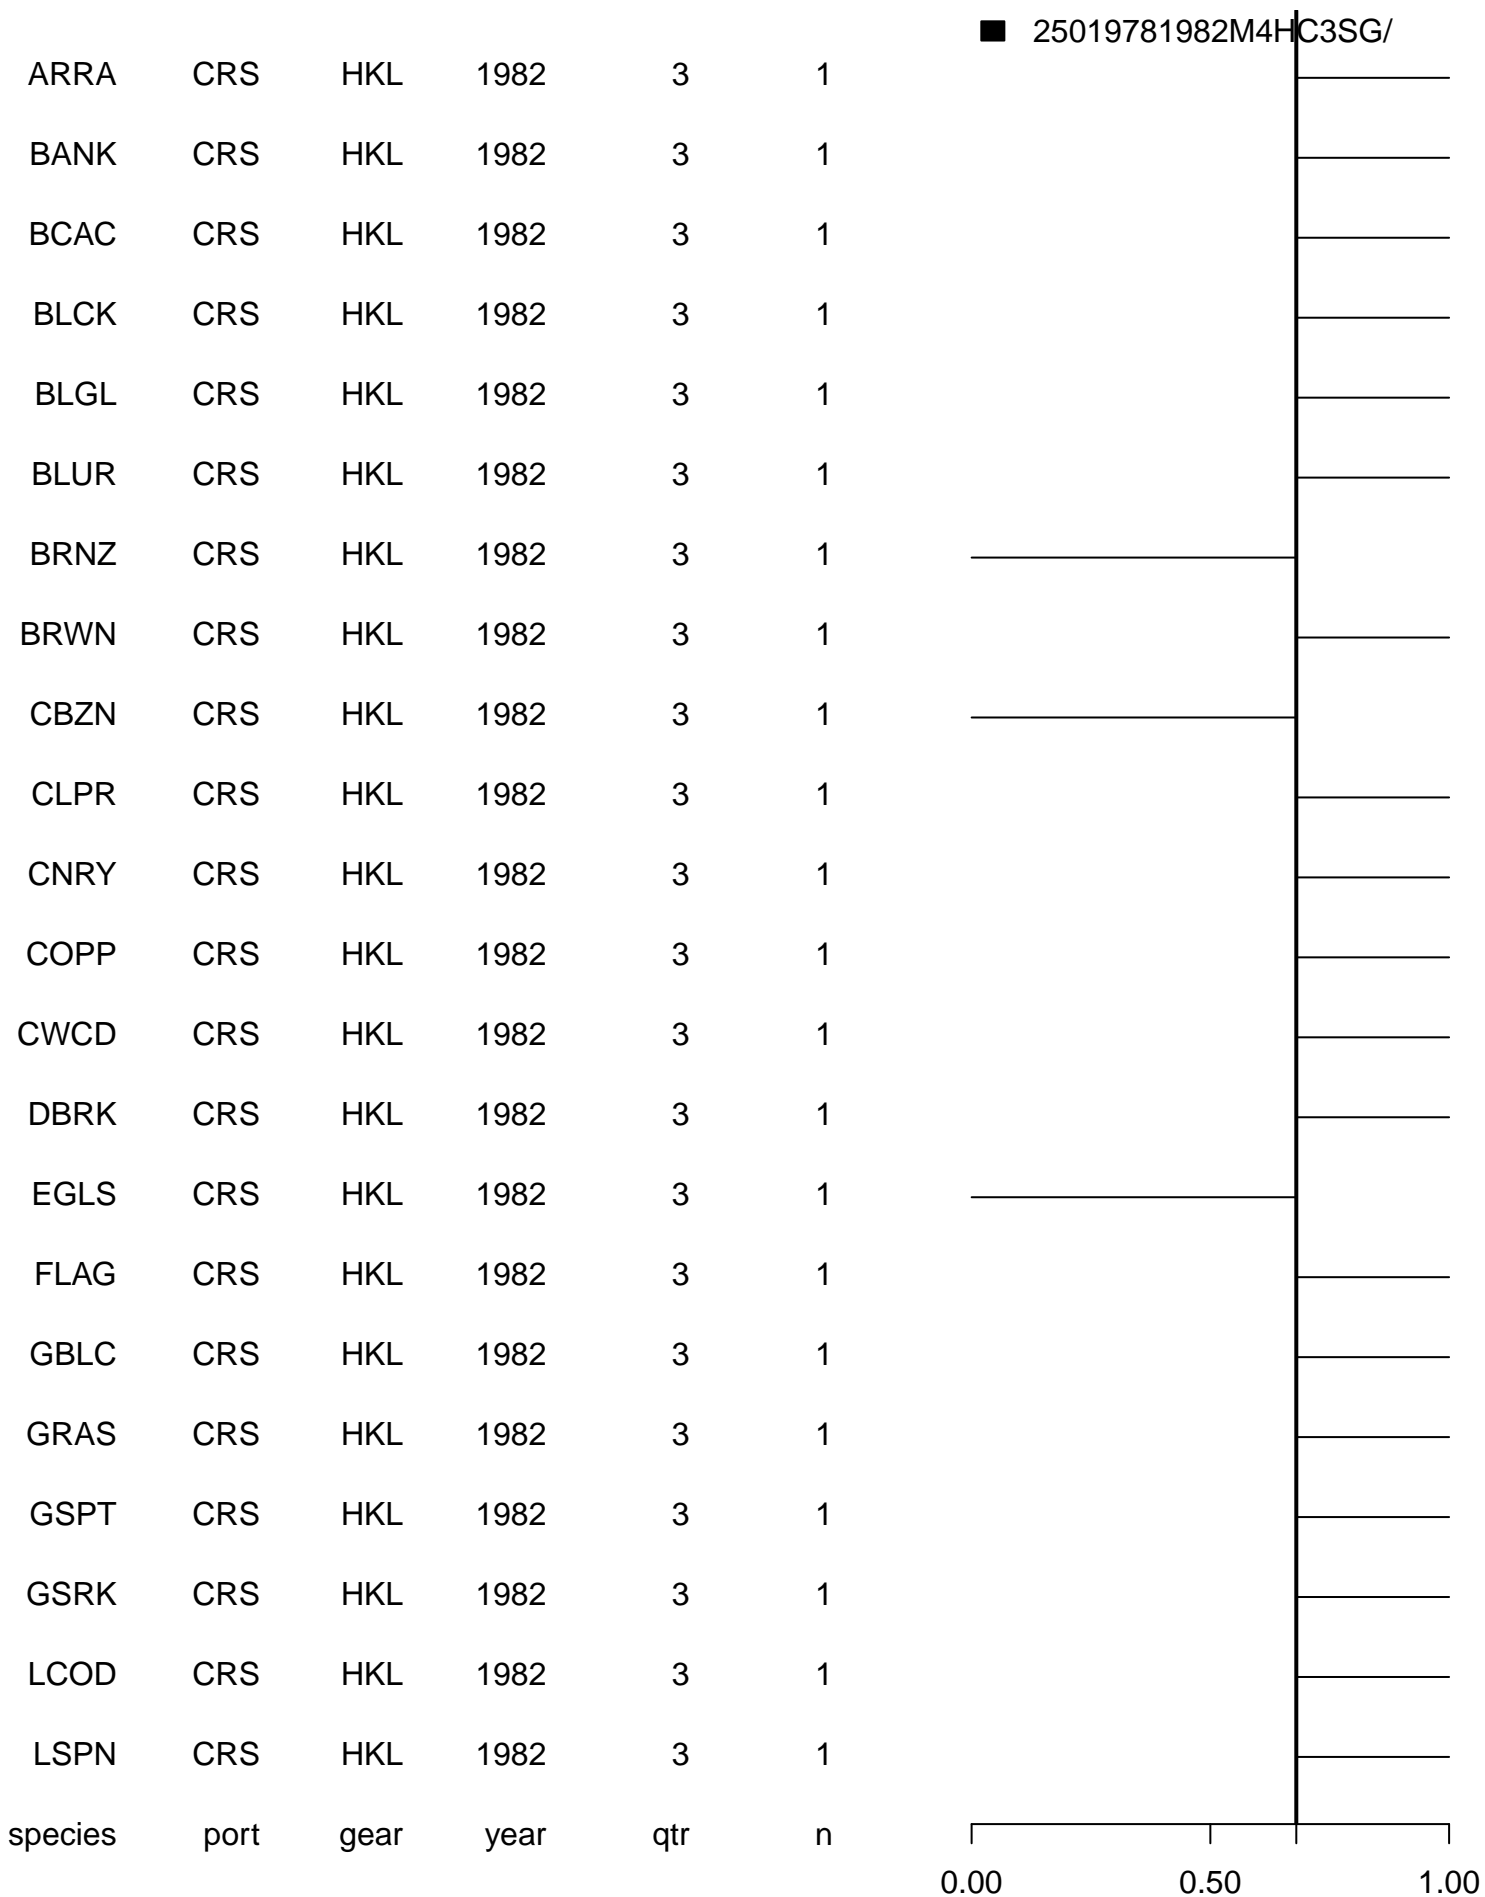 25019781982M4HC3SG/
ARRA CRS HKL 1982 3 1
BANK CRS HKL 1982 3 1
BCAC CRS HKL 1982 3 1
BLCK CRS HKL 1982 3 1
BLGL CRS HKL 1982 3 1
BLUR CRS HKL 1982 3 1
BRNZ CRS HKL 1982 3 1
BRWN CRS HKL 1982 3 1
CBZN CRS HKL 1982 3 1
CLPR CRS HKL 1982 3 1
CNRY CRS HKL 1982 3 1
COPP CRS HKL 1982 3 1
CWCD CRS HKL 1982 3 1
DBRK CRS HKL 1982 3 1
EGLS CRS HKL 1982 3 1
FLAG CRS HKL 1982 3 1
GBLC CRS HKL 1982 3 1
GRAS CRS HKL 1982 3 1
GSPT CRS HKL 1982 3 1
GSRK CRS HKL 1982 3 1
LCOD CRS HKL 1982 3 1
LSPN CRS HKL 1982 3 1
species port gear year qtr n
0.00 0.50 1.00